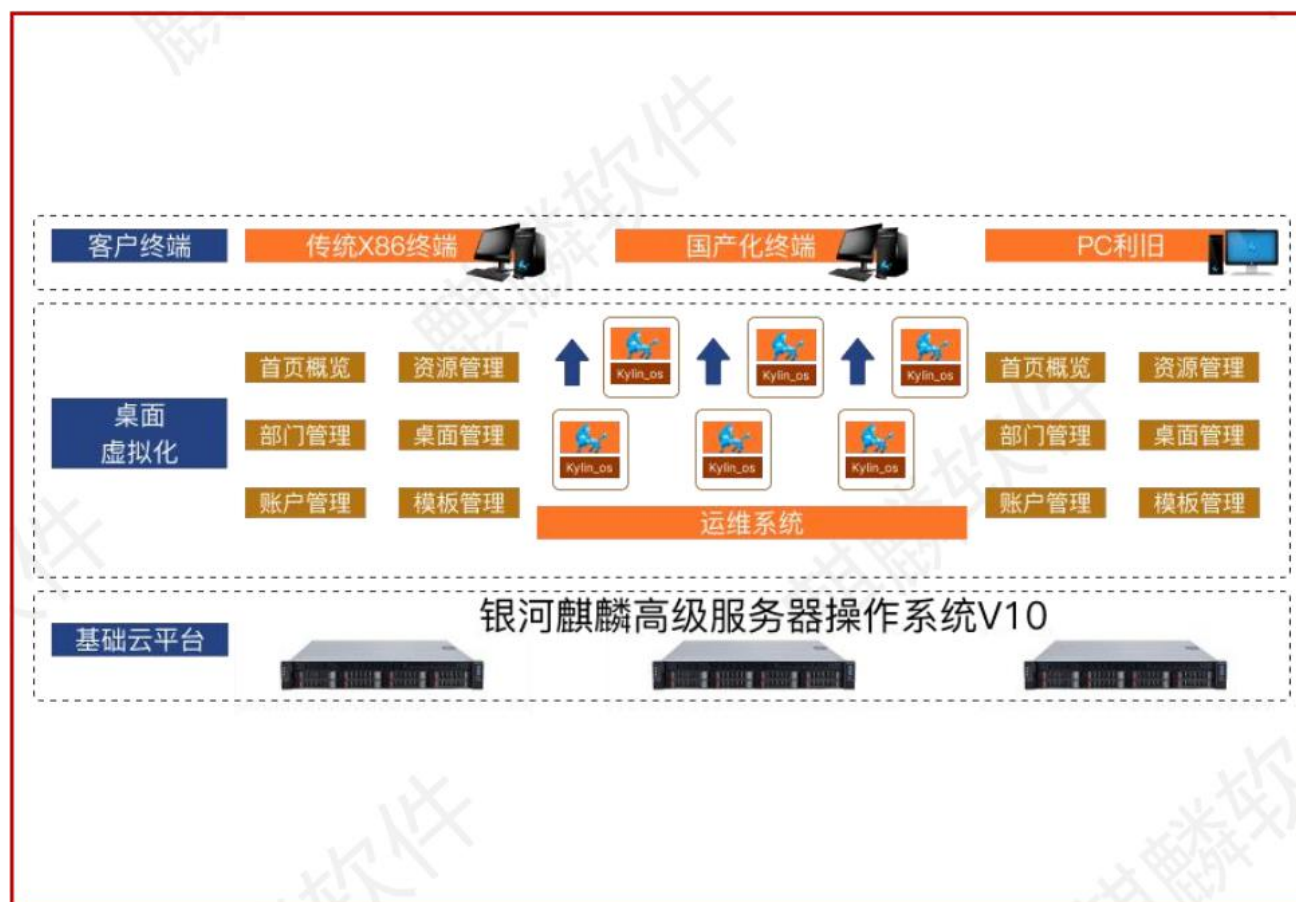 麒麟软件
客户终端
传统X86终端
国产化终端
PC利旧
桌面
虚拟化
首页概览
资源管理
部门管理
桌面管理
账户管理
模板管理
Kylin_os
Kylin_os
Kylin_os
Kylin_os
Kylin_os
Kylin_os
运维系统
首页概览
资源管理
部门管理
桌面管理
账户管理
模板管理
基础云平台
银河麒麟高级服务器操作系统V10